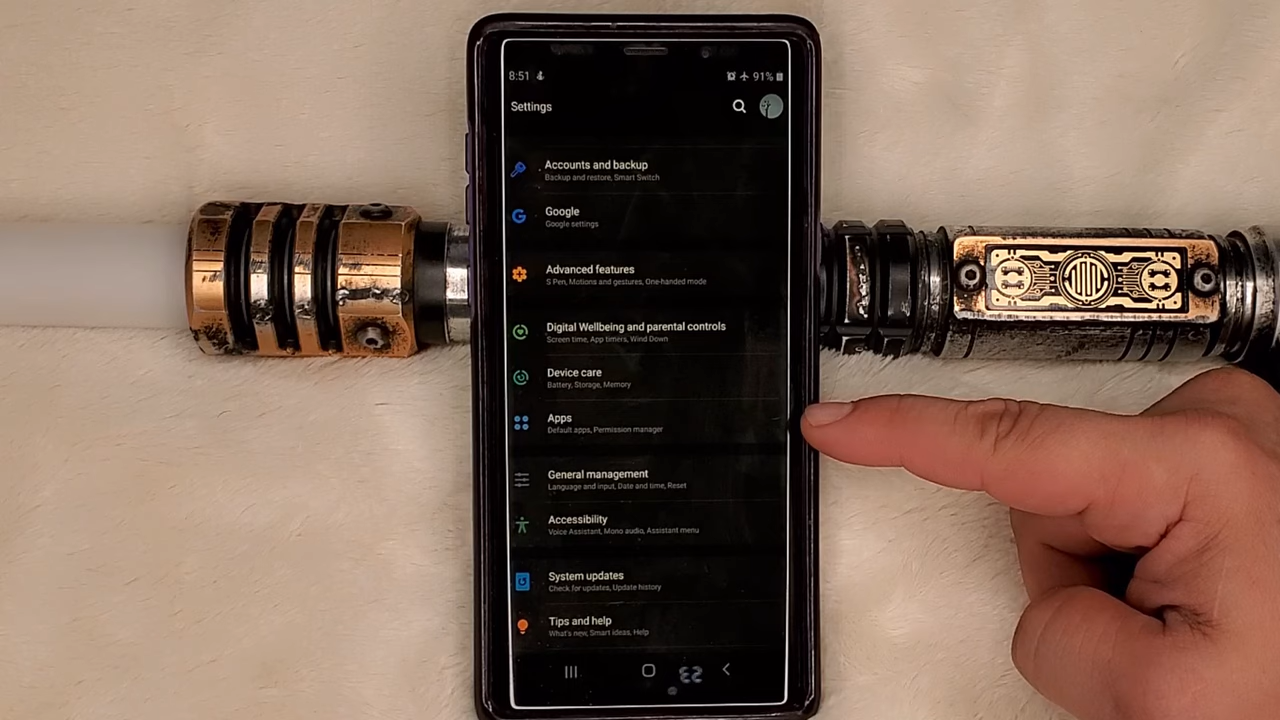 8:51 91%
Settings
Accounts and backup
Backup and restore, Smart Switch
Google
Google settings
Advanced features
S Pen, Motions and gestures, One-handed mode
Digital Wellbeing and parental controls
Screen time, App timers, Wind Down
Device care
Battery, Storage, Memory
Apps
Default apps, Permission manager
General management
Language and input, Date and time, Reset
Accessibility
Voice Assistant, Mono audio, Assistant menu
System updates
Check for updates, Update history
Tips and help
What's new, Smart ideas, Help